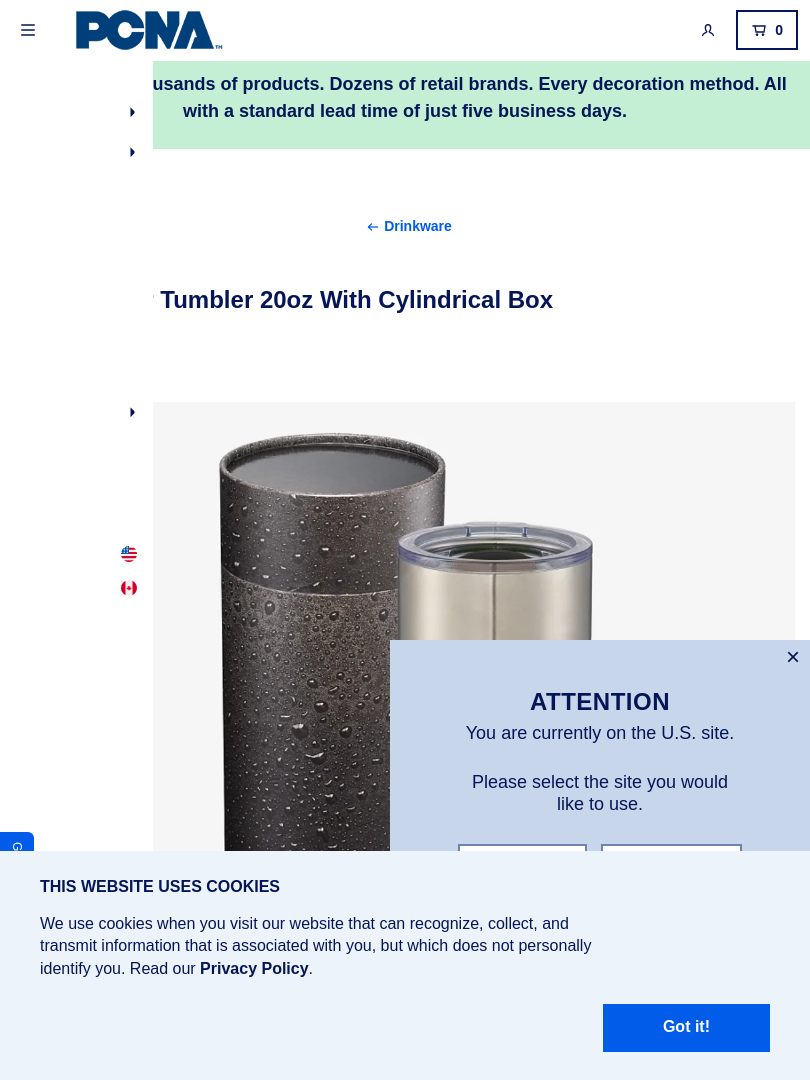 PCNA
TM
0
usands of products. Dozens of retail brands. Every decoration method. All
with a standard lead time of just five business days.
← Drinkware
Tumbler 20oz With Cylindrical Box
ATTENTION
You are currently on the U.S. site.
Please select the site you would
like to use.
G
THIS WEBSITE USES COOKIES
We use cookies when you visit our website that can recognize, collect, and
transmit information that is associated with you, but which does not personally
identify you. Read our Privacy Policy.
Got it!